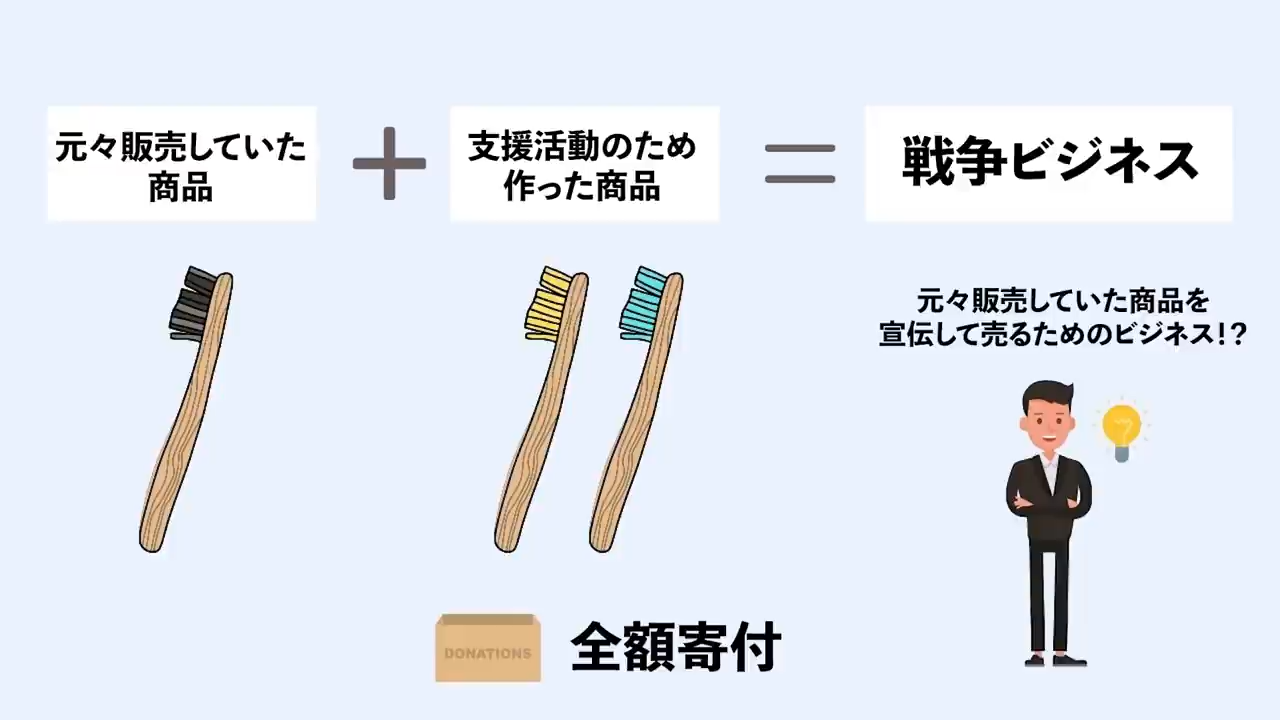 元々販売していた
商品
支援活動のため
作った商品
戦争ビジネス
元々販売していた商品を
宣伝して売るためのビジネス!?
DONATIONS
全額寄付